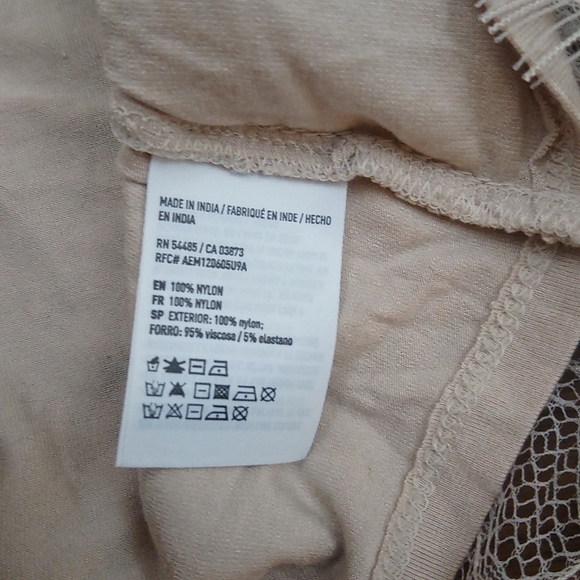 MADE IN INDIA / FABRIQUÉ EN INDE / HECHO
EN INDIA
RN 54485 / CA 03873
RFC# AEM120605U9A
EN 100% NYLON
FR 100% NYLON
SP EXTERIOR: 100% nylon;
FORRO: 95% viscosa / 5% elastano